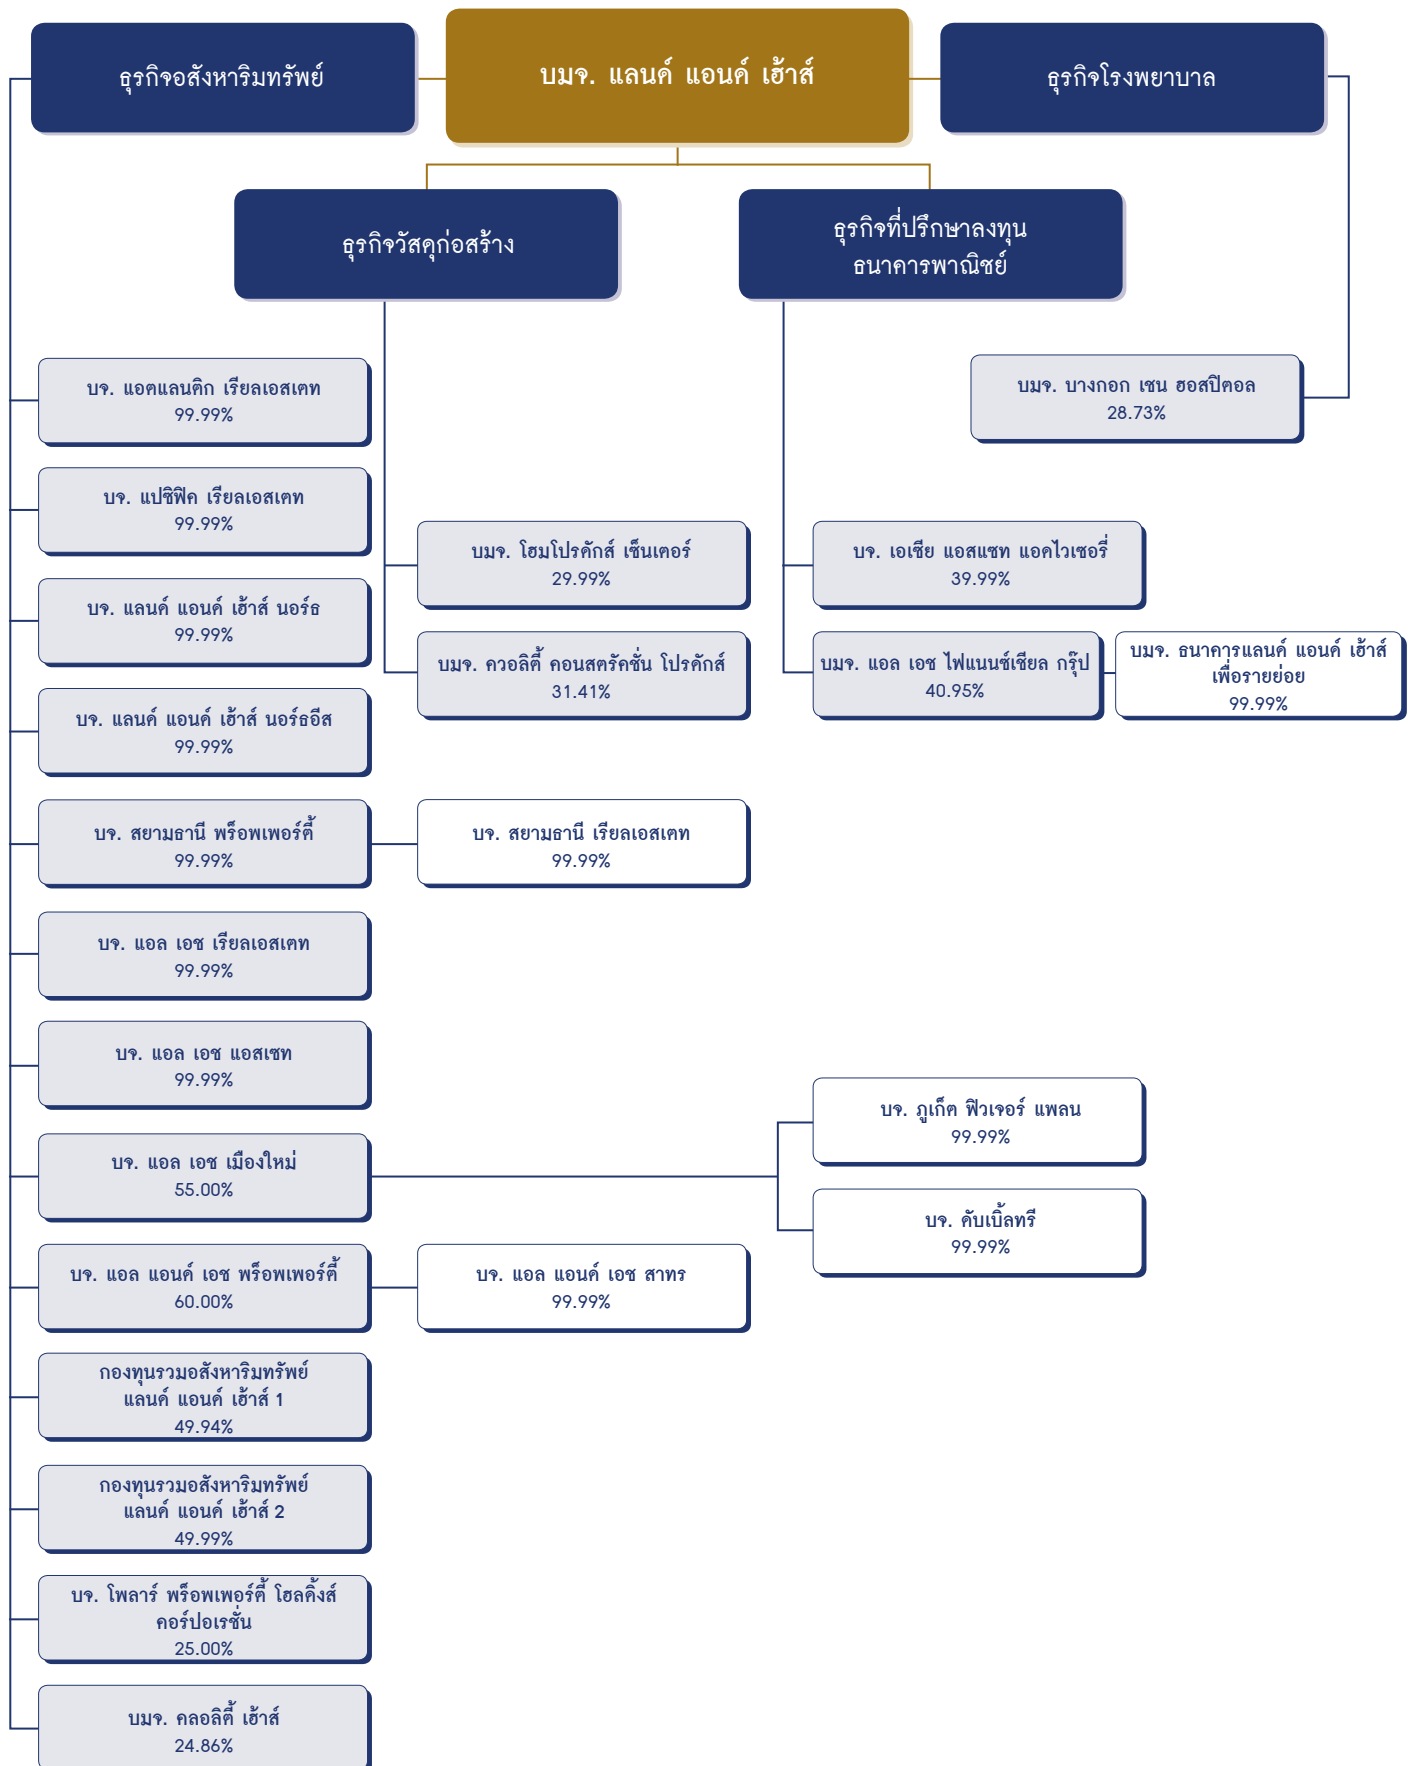 ธุรกิจอสังหาริมทรัพย์
บมจ. แลนด์ แอนด์ เฮ้าส์
ธุรกิจโรงพยาบาล
ธุรกิจวัสดุก่อสร้าง
ธุรกิจที่ปรึกษาลงทุน
ธนาคารพาณิชย์
บจ. แอตแลนติก เรียลเอสเตท
99.99%
บจ. แปซิฟิค เรียลเอสเตท
99.99%
บจ. แลนด์ แอนด์ เฮ้าส์ นอร์ธ
99.99%
บจ. แลนด์ แอนด์ เฮ้าส์ นอร์ธอีส
99.99%
บจ. สยามธานี พร็อพเพอร์ตี้
99.99%
บจ. สยามธานี เรียลเอสเตท
99.99%
บจ. แอล เอช เรียลเอสเตท
99.99%
บจ. แอล เอช แอสเซท
99.99%
บจ. แอล เอช เมืองใหม่
55.00%
บจ. ภูเก็ต ฟิวเจอร์ แพลน
99.99%
บจ. ดับเบิ้ลทรี
99.99%
บจ. แอล แอนด์ เอช พร็อพเพอร์ตี้
60.00%
บจ. แอล แอนด์ เอช สาทร
99.99%
กองทุนรวมอสังหาริมทรัพย์
แลนด์ แอนด์ เฮ้าส์ 1
49.94%
กองทุนรวมอสังหาริมทรัพย์
แลนด์ แอนด์ เฮ้าส์ 2
49.99%
บจ. โพลาร์ พร็อพเพอร์ตี้ โฮลดิ้งส์
คอร์ปอเรชั่น
25.00%
บมจ. คลอลิตี้ เฮ้าส์
24.86%
บมจ. โฮมโปรดักส์ เซ็นเตอร์
29.99%
บมจ. ควอลิตี้ คอนสตรัคชั่น โปรดักส์
31.41%
บจ. เอเซีย แอสแซท แอดไวเซอรี่
39.99%
บมจ. แอล เอช ไฟแนนซ์เชียล กรุ๊ป
40.95%
บมจ. ธนาคารแลนด์ แอนด์ เฮ้าส์
เพื่อรายย่อย
99.99%
บมจ. บางกอก เชน ฮอสปิตอล
28.73%